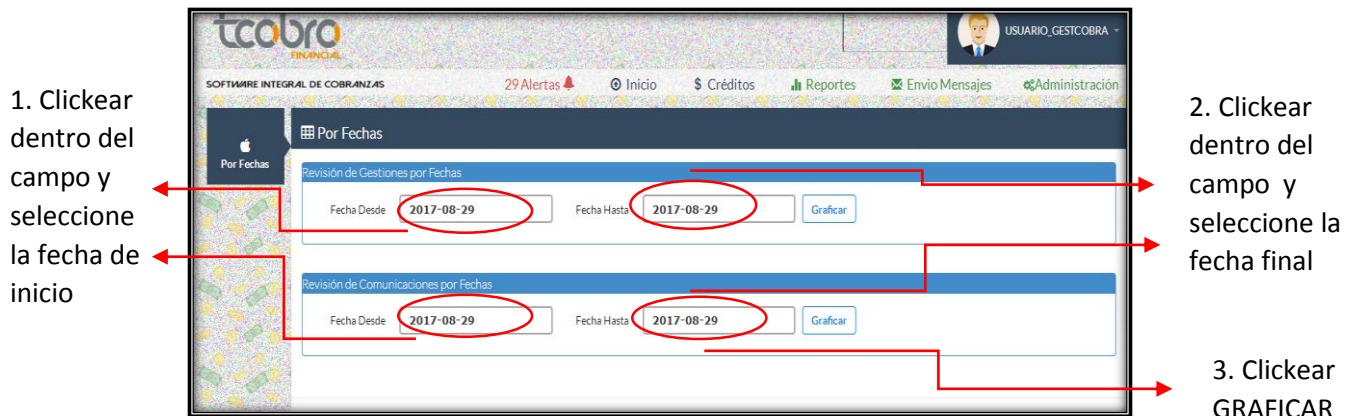 tcobro
FINANCIAL
USUARIO_GESTCOBRA
SOFTWARE INTEGRAL DE COBRANZAS
29 Alertas
Inicio
$ Créditos
Reportes
Envio Mensajes
Administración
Por Fechas
Por Fechas
Revisión de Gestiones por Fechas
Fecha Desde
2017-08-29
Fecha Hasta
2017-08-29
Graficar
Revisión de Comunicaciones por Fechas
Fecha Desde
2017-08-29
Fecha Hasta
2017-08-29
Graficar
1. Clickear
dentro del
campo y
seleccione
la fecha de
inicio
2. Clickear
dentro del
campo y
seleccione la
fecha final
3. Clickear
GRAFICAR